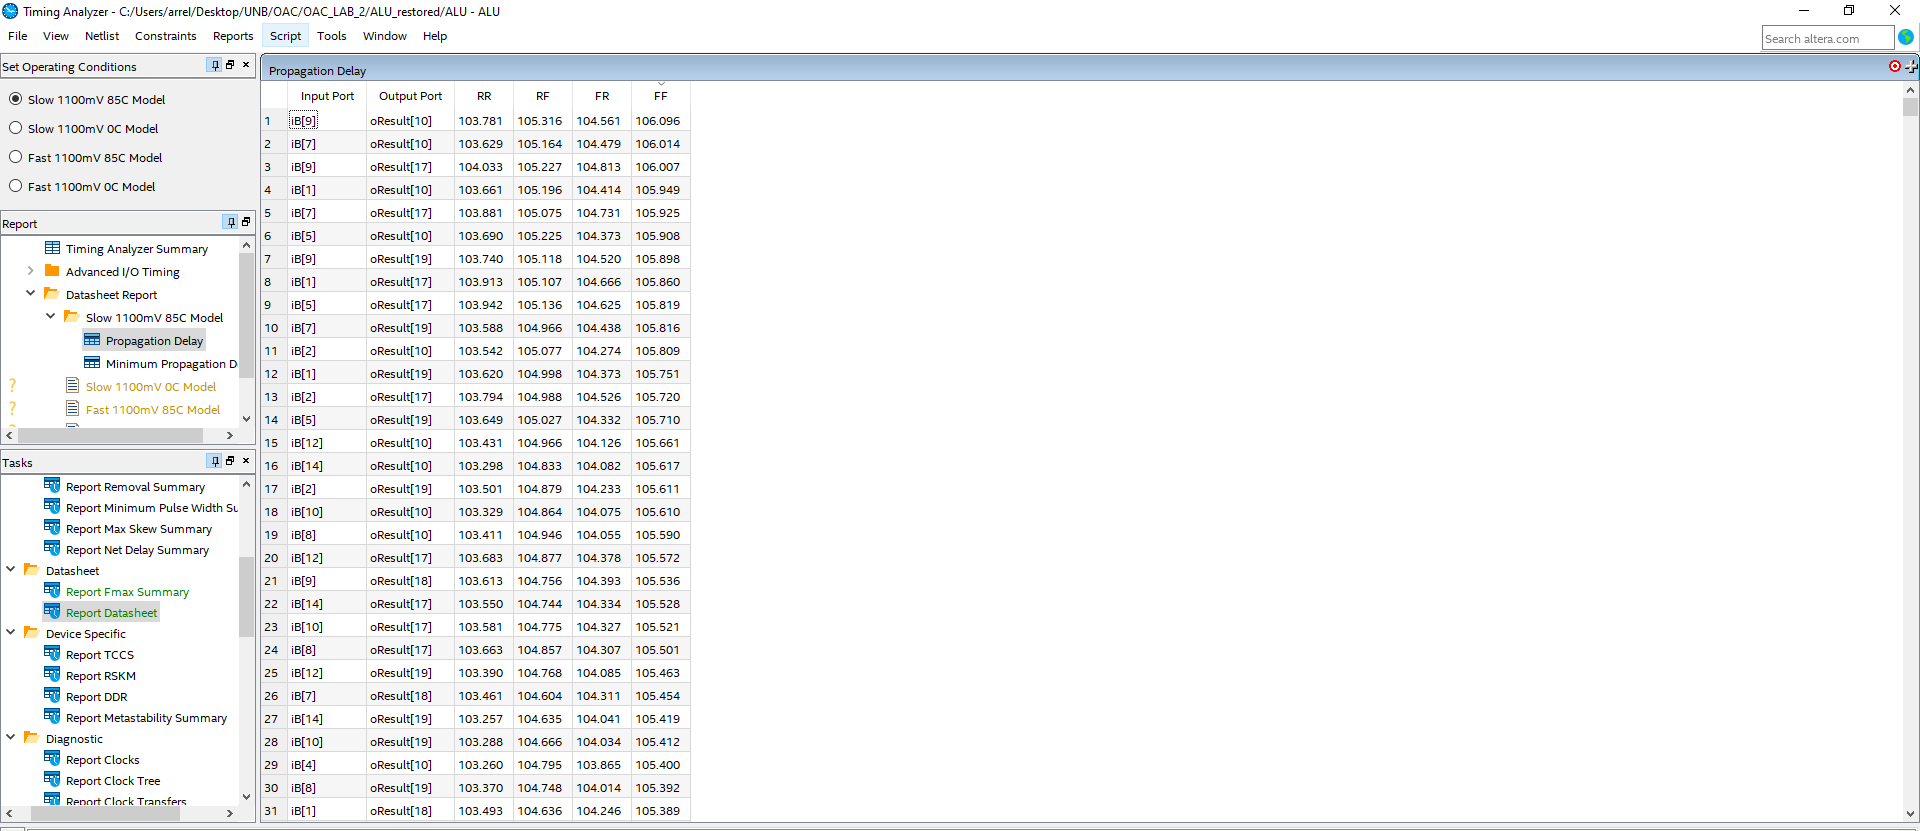 Timing Analyzer - C:/Users/arrel/Desktop/UNB/OAC/OAC_LAB_2/ALU_restored/ALU - ALU
File View Netlist Constraints Reports Script Tools Window Help
Search altera.com
Set Operating Conditions
Slow 1100mV 85C Model
Slow 1100mV 0C Model
Fast 1100mV 85C Model
Fast 1100mV 0C Model
Report
Timing Analyzer Summary
Advanced I/O Timing
Datasheet Report
Slow 1100mV 85C Model
Propagation Delay
Minimum Propagation D
Slow 1100mV 0C Model
Fast 1100mV 85C Model
Tasks
Report Removal Summary
Report Minimum Pulse Width Su
Report Max Skew Summary
Report Net Delay Summary
Datasheet
Report Fmax Summary
Report Datasheet
Device Specific
Report TCCS
Report RSKM
Report DDR
Report Metastability Summary
Diagnostic
Report Clocks
Report Clock Tree
Report Clock Transfers
Propagation Delay
Input Port Output Port RR RF FR FF
1 iB[9] oResult[10] 103.781 105.316 104.561 106.096
2 iB[7] oResult[10] 103.629 105.164 104.479 106.014
3 iB[9] oResult[17] 104.033 105.227 104.813 106.007
4 iB[1] oResult[10] 103.661 105.196 104.414 105.949
5 iB[7] oResult[17] 103.881 105.075 104.731 105.925
6 iB[5] oResult[10] 103.690 105.225 104.373 105.908
7 iB[9] oResult[19] 103.740 105.118 104.520 105.898
8 iB[1] oResult[17] 103.913 105.107 104.666 105.860
9 iB[5] oResult[17] 103.942 105.136 104.625 105.819
10 iB[7] oResult[19] 103.588 104.966 104.438 105.816
11 iB[2] oResult[10] 103.542 105.077 104.274 105.809
12 iB[1] oResult[19] 103.620 104.998 104.373 105.751
13 iB[2] oResult[17] 103.794 104.988 104.526 105.720
14 iB[5] oResult[19] 103.649 105.027 104.332 105.710
15 iB[12] oResult[10] 103.431 104.966 104.126 105.661
16 iB[14] oResult[10] 103.298 104.833 104.082 105.617
17 iB[2] oResult[19] 103.501 104.879 104.233 105.611
18 iB[10] oResult[10] 103.329 104.864 104.075 105.610
19 iB[8] oResult[10] 103.411 104.946 104.055 105.590
20 iB[12] oResult[17] 103.683 104.877 104.378 105.572
21 iB[9] oResult[18] 103.613 104.756 104.393 105.536
22 iB[14] oResult[17] 103.550 104.744 104.334 105.528
23 iB[10] oResult[17] 103.581 104.775 104.327 105.521
24 iB[8] oResult[17] 103.663 104.857 104.307 105.501
25 iB[12] oResult[19] 103.390 104.768 104.085 105.463
26 iB[7] oResult[18] 103.461 104.604 104.311 105.454
27 iB[14] oResult[19] 103.257 104.635 104.041 105.419
28 iB[10] oResult[19] 103.288 104.666 104.034 105.412
29 iB[4] oResult[10] 103.260 104.795 103.865 105.400
30 iB[8] oResult[19] 103.370 104.748 104.014 105.392
31 iB[1] oResult[18] 103.493 104.636 104.246 105.389